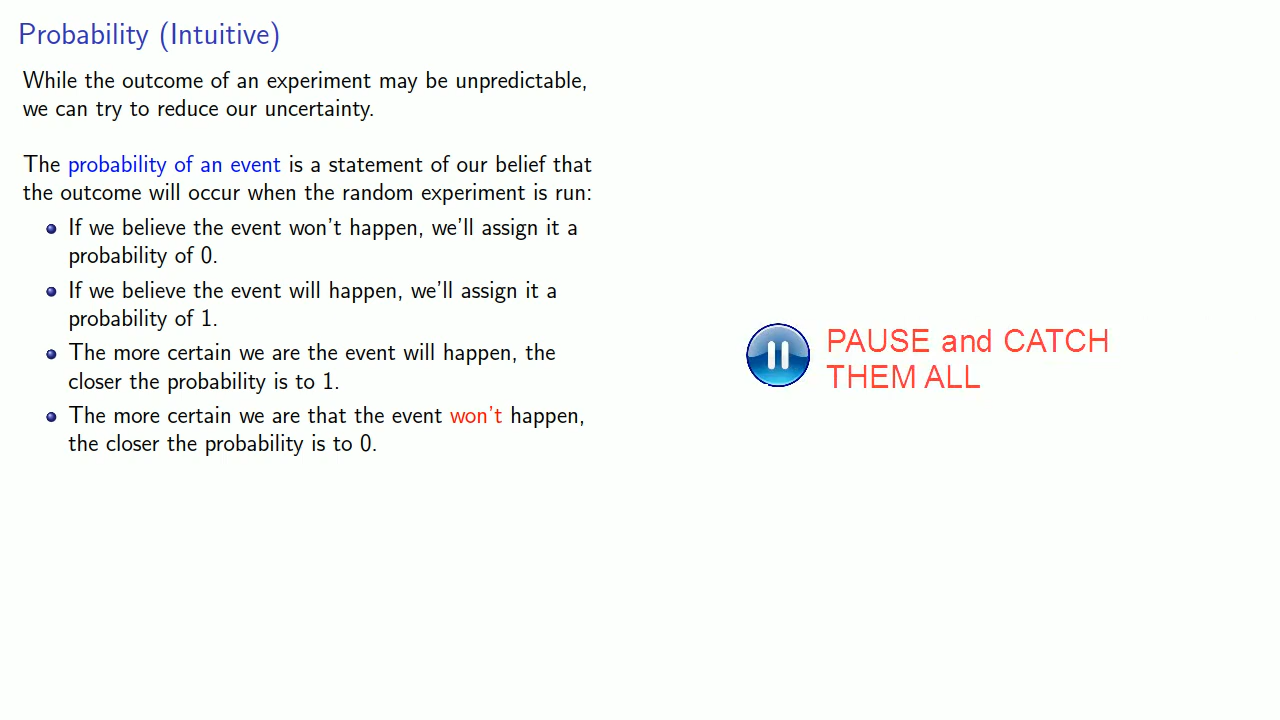 Probability (Intuitive)
While the outcome of an experiment may be unpredictable,
we can try to reduce our uncertainty.
The probability of an event is a statement of our belief that
the outcome will occur when the random experiment is run:
If we believe the event won't happen, we'll assign it a
probability of 0.
If we believe the event will happen, we'll assign it a
probability of 1.
The more certain we are the event will happen, the
closer the probability is to 1.
The more certain we are that the event won't happen,
the closer the probability is to 0.
PAUSE and CATCH
THEM ALL